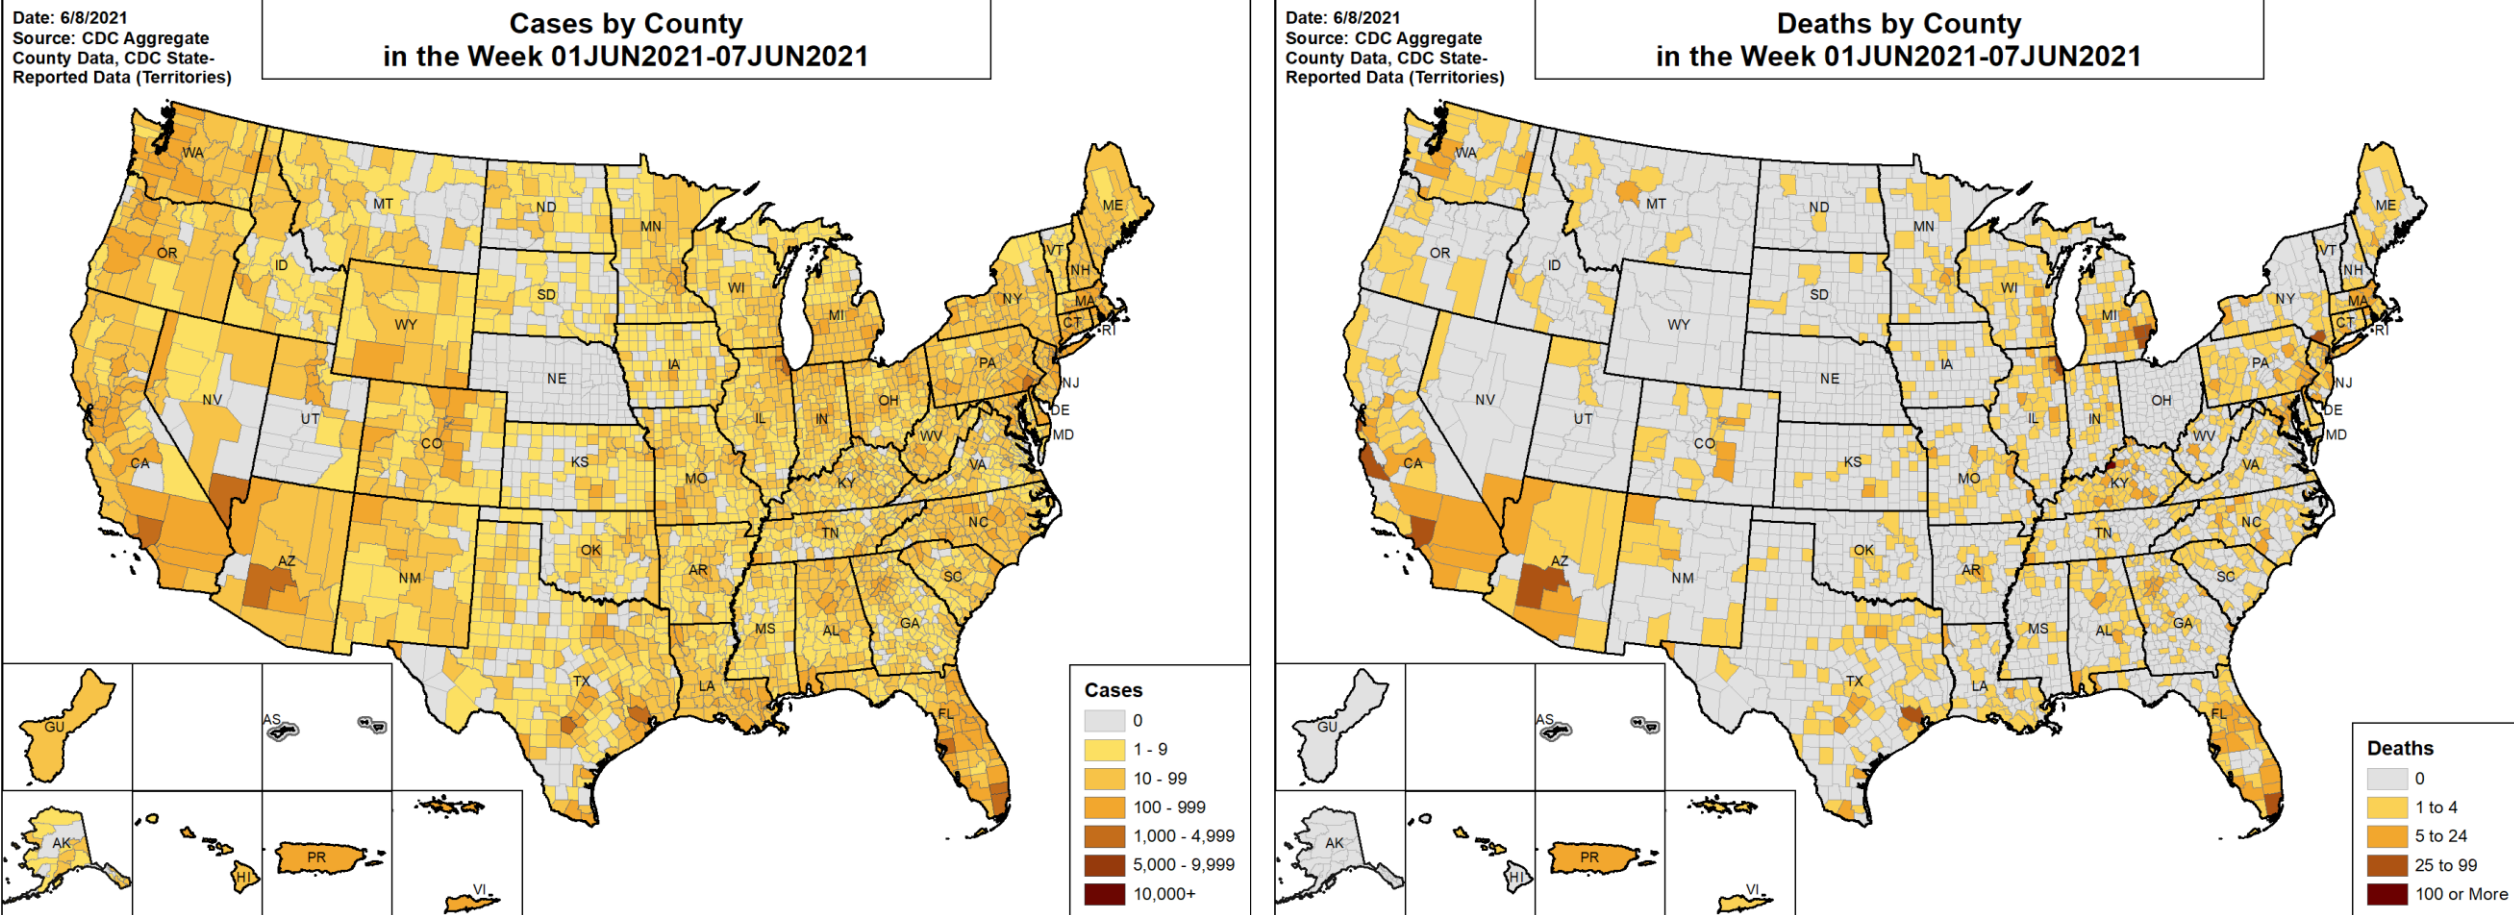 Date: 6/8/2021
Source: CDC Aggregate
County Data, CDC State-
Reported Data (Territories)
Cases by County
in the Week 01JUN2021-07JUN2021
WA
MT
ND
MN
ME
OR
ID
SD
WI
VT
NH
NY
MA
WY
MI
CT
RI
IA
PA
NE
NJ
NV
UT
IL
IN
OH
DE
CO
WV
MD
CA
KS
MO
KY
VA
NC
TN
OK
AZ
NM
AR
SC
MS
AL
GA
TX
LA
FL
GU
AS
AK
HI
PR
VI
Cases
0
1 - 9
10 - 99
100 - 999
1,000 - 4,999
5,000 - 9,999
10,000+
Date: 6/8/2021
Source: CDC Aggregate
County Data, CDC State-
Reported Data (Territories)
Deaths by County
in the Week 01JUN2021-07JUN2021
WA
MT
ND
MN
ME
OR
ID
SD
WI
VT
NH
NY
MA
WY
MI
CT
RI
IA
PA
NE
NJ
NV
UT
IL
IN
OH
DE
CO
WV
MD
CA
KS
MO
KY
VA
NC
TN
OK
AZ
NM
AR
SC
MS
AL
GA
TX
LA
FL
GU
AS
AK
HI
PR
VI
Deaths
0
1 to 4
5 to 24
25 to 99
100 or More